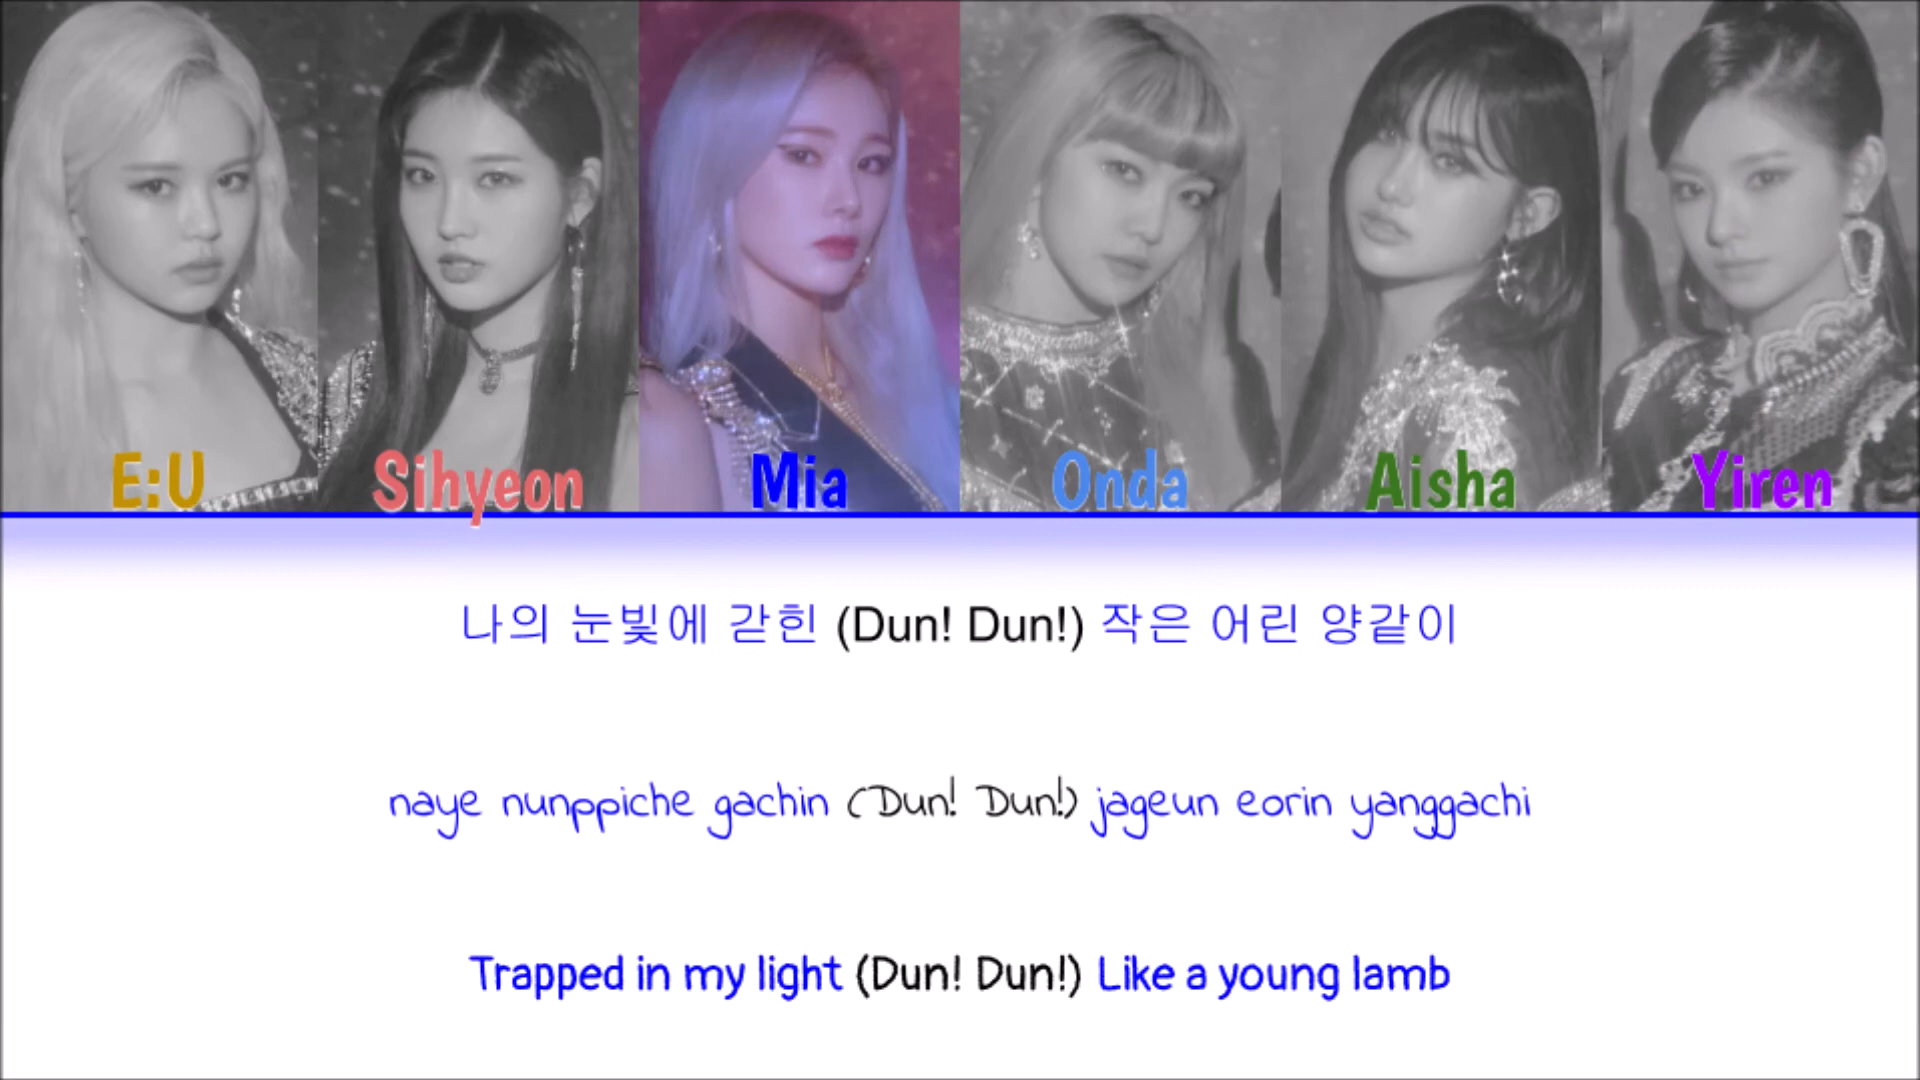 E:U Sihyeon Mia Onda Aisha Yiren
나의 눈빛에 갇힌 (Dun! Dun!) 작은 어린 양같이
naye nunppiche gachin (Dun! Dun!) jageun eorin yanggachi
Trapped in my light (Dun! Dun!) Like a young lamb